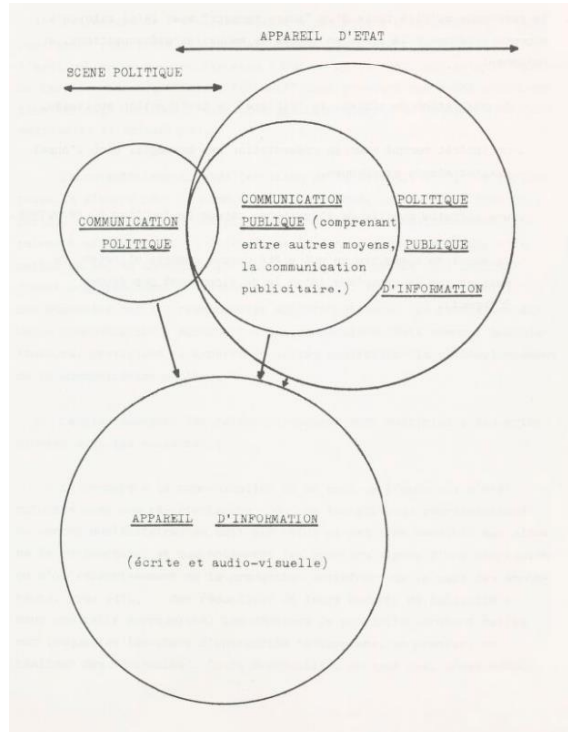 APPAREIL D'ETAT
SCENE POLITIQUE
COMMUNICATION
POLITIQUE
COMMUNICATION
PUBLIQUE (comprenant
entre autres moyens,
la communication
publicitaire.)
POLITIQUE
PUBLIQUE
D'INFORMATION
APPAREIL D'INFORMATION
(écrite et audio-visuelle)